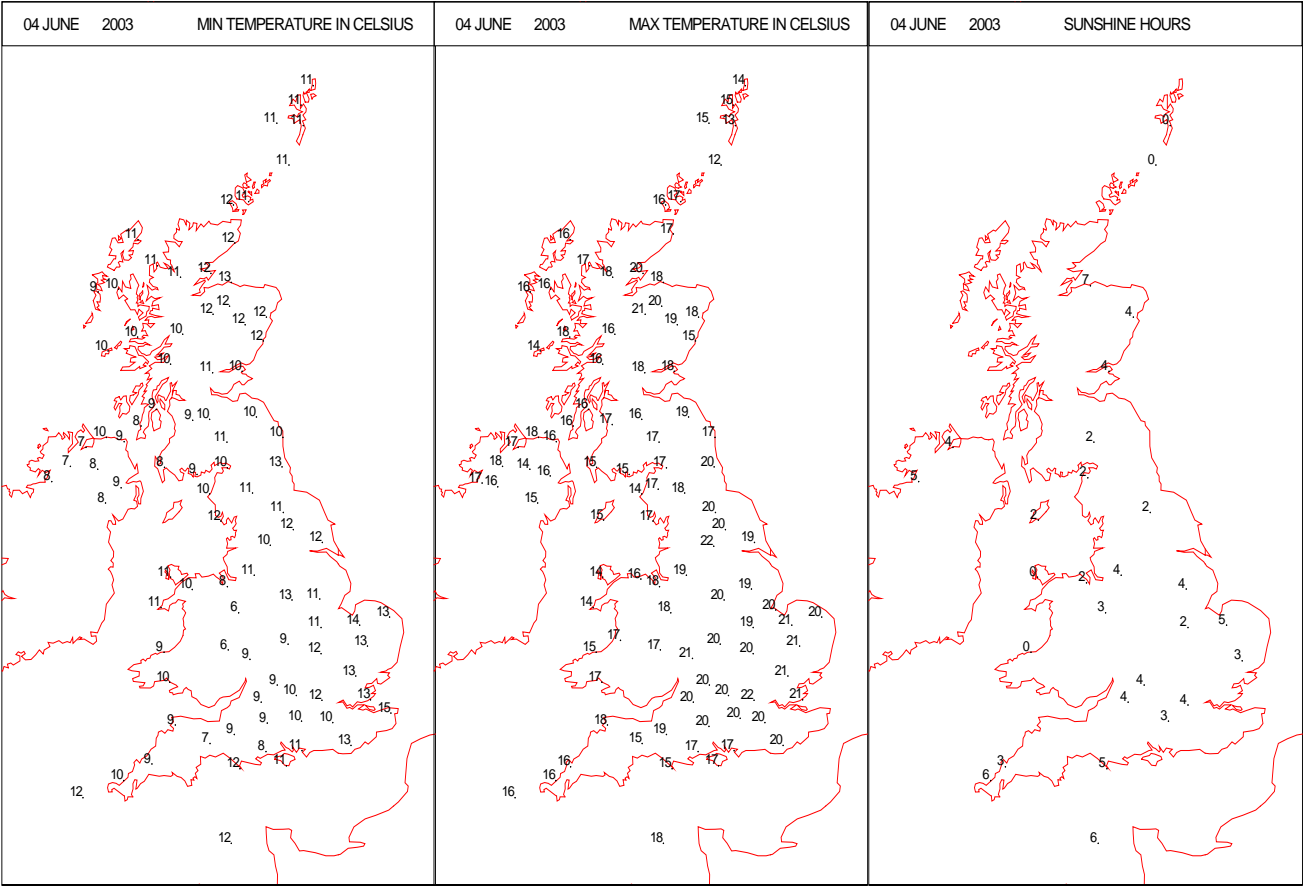 04 JUNE 2003 MIN TEMPERATURE IN CELSIUS
11
11
11 11
11
12 11
11 12
11 11 12
9 10 13
12 12 12 12
10 10 12
10
10 11 10
9
8 9 10 10
7 10 9 11 10
7 8 8 10 13
8 9 9
8 10 11
12 11
12
10 12
11 10 8 11
11 6 13 11
11 14 13
9 6 9 9 12 13
10 9 13
9 10 12 13
9 9 9 10 10 15
7 8 11 13
9 12 11
10
12
12
04 JUNE 2003 MAX TEMPERATURE IN CELSIUS
14
15
15 13
12
16 17
16 17
17 18 20
16 16 18
21 20 19 18
18 16 15
14
16 18 18
16
16 17 16 19
17 18 16 17 17
18 14 15 17 20
17 16 16 15
15 14 17 18
15 17 20
20
22 19
14 16 18 19
14 18 20 19
20 21 20
15 17 17 21 20 19 20 21
17 20 21
20 20 22 21
18 19 20 20 20
15 17 17 20
16 15 17
16
16
18
04 JUNE 2003 SUNSHINE HOURS
0
0
7
4
4
4 2
5 2
2 2
0 2 4 4
3
2 5
0 3
4
4 4
3
3 5
6
6